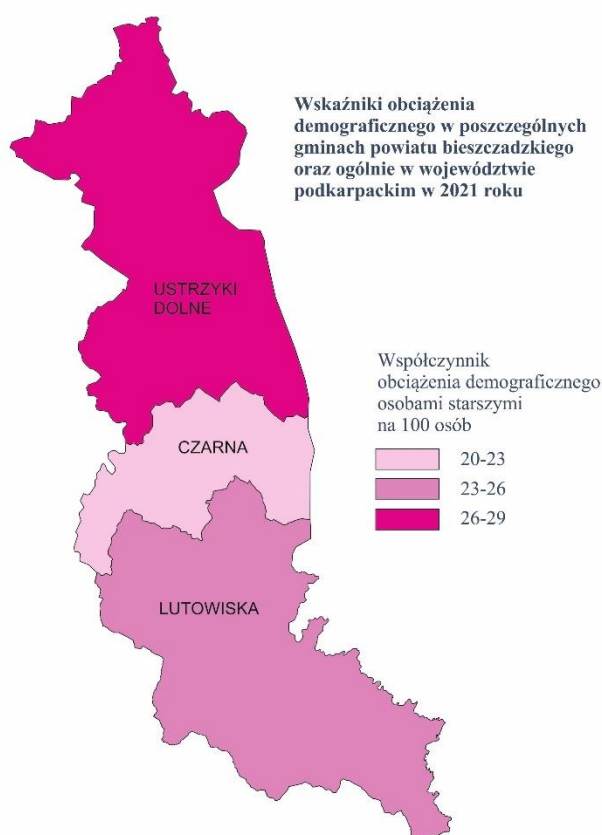 Wskaźniki obciążenia
demograficznego w poszczególnych
gminach powiatu bieszczadzkiego
oraz ogólnie w województwie
podkarpackim w 2021 roku
USTRZYKI
DOLNE
Współczynnik
obciążenia demograficznego
osobami starszymi
na 100 osób
CZARNA
20-23
23-26
26-29
LUTOWISKA